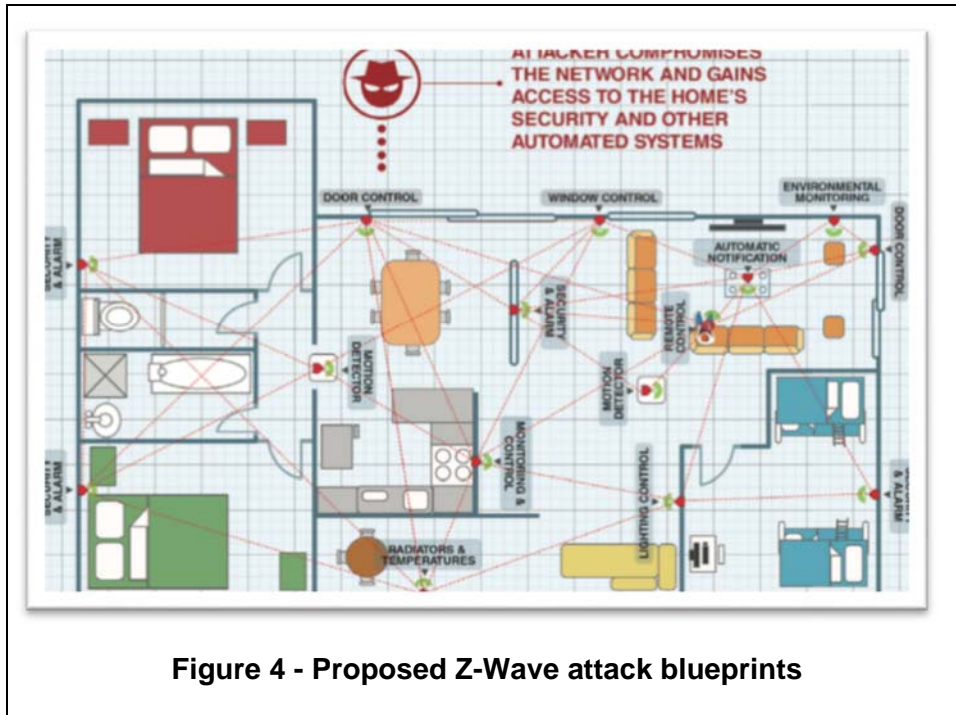 ATTACKER COMPROMISES
THE NETWORK AND GAINS
ACCESS TO THE HOME'S
SECURITY AND OTHER
AUTOMATED SYSTEMS
DOOR CONTROL
WINDOW CONTROL
ENVIRONMENTAL
MONITORING
DOOR CONTROL
SECURITY
& ALARM
AUTOMATIC
NOTIFICATION
SECURITY
& ALARM
REMOTE
CONTROL
MOTION
DETECTOR
MOTION
DETECTOR
MONITORING &
CONTROL
SECURITY
& ALARM
LIGHTING CONTROL
& ALARM
RADIATORS &
TEMPERATURES
Figure 4 - Proposed Z-Wave attack blueprints